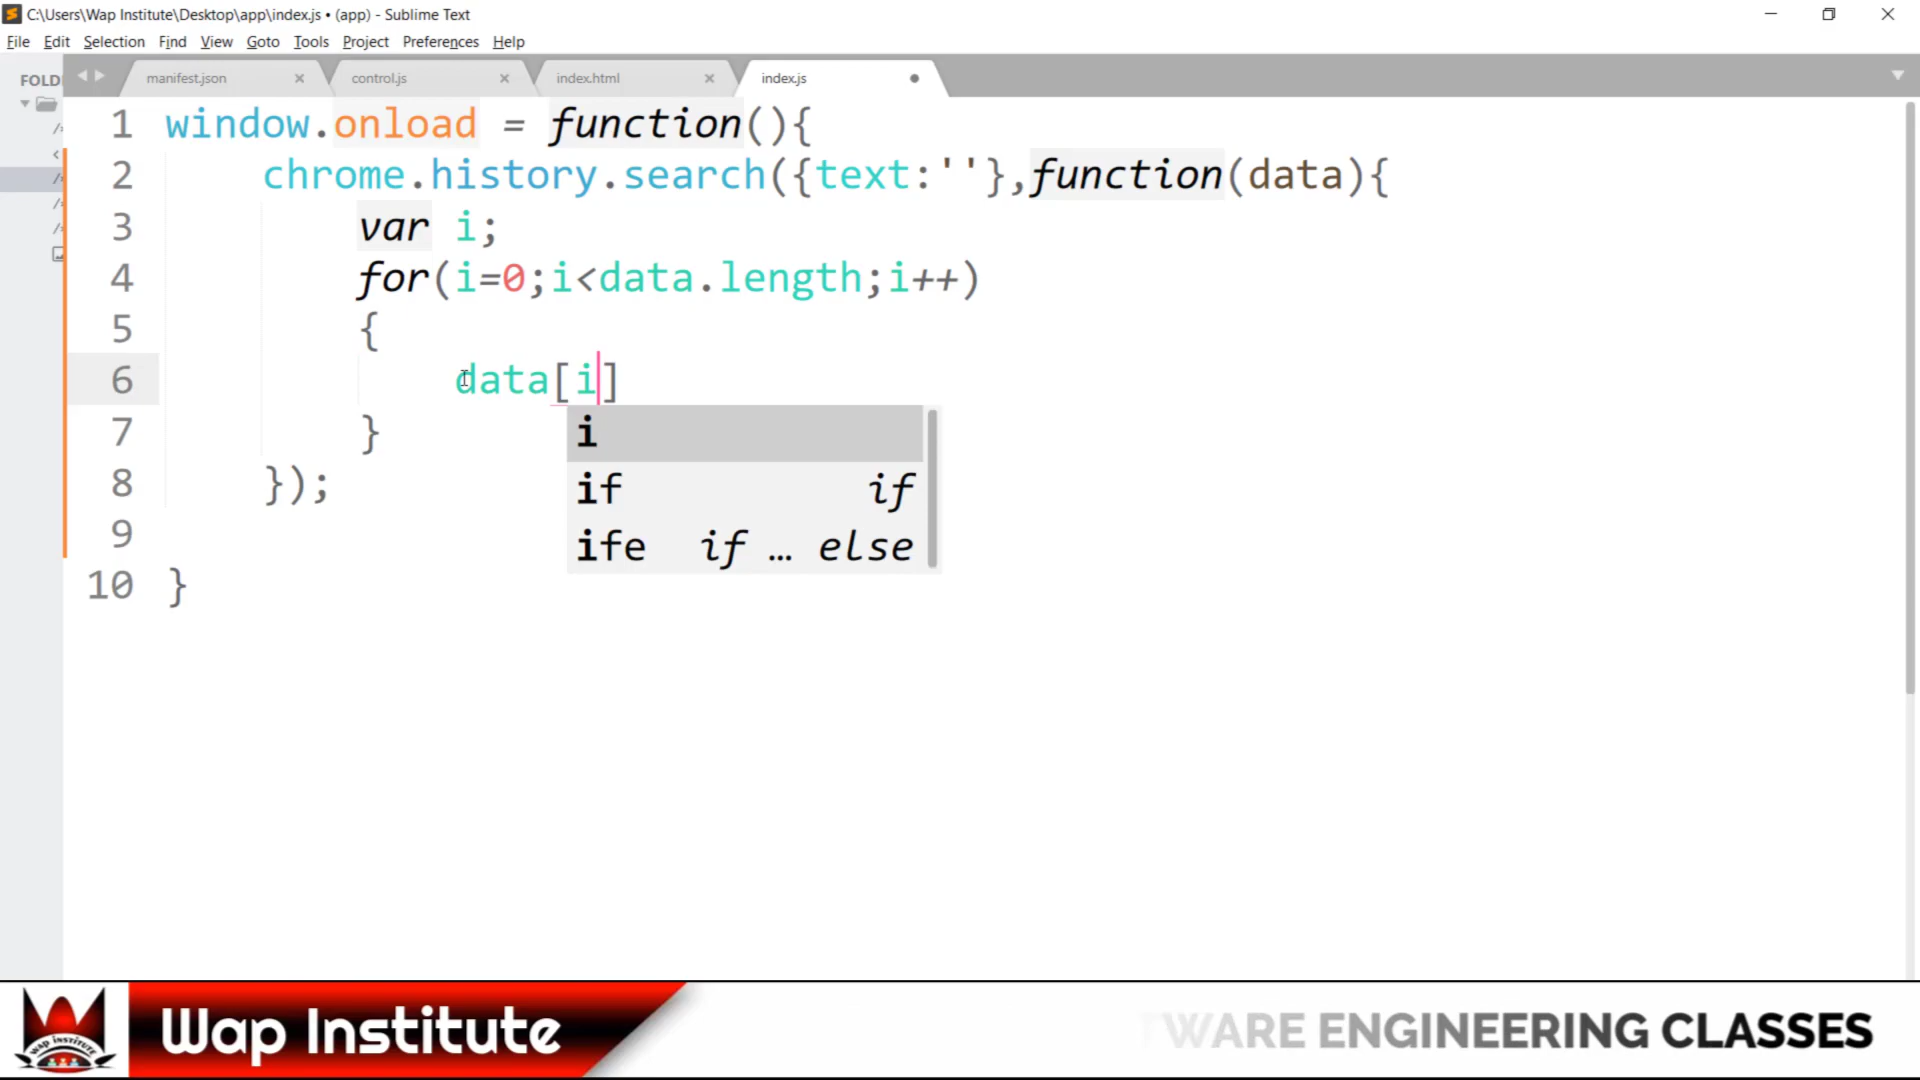 C:\Users\Wap Institute\Desktop\app\index.js • (app) - Sublime Text
File Edit Selection Find View Goto Tools Project Preferences Help
FOLD
manifest.json × control.js × index.html × index.js
1 window.onload = function(){
2 chrome.history.search({text:''},function(data){
3 var i;
4 for(i=0;i<data.length;i++)
5 {
6 data[i]
7 }
8 });
9
10 }
i
if if
ife if … else
Wap Institute
WAP INSTITUTE
TWARE ENGINEERING CLASSES